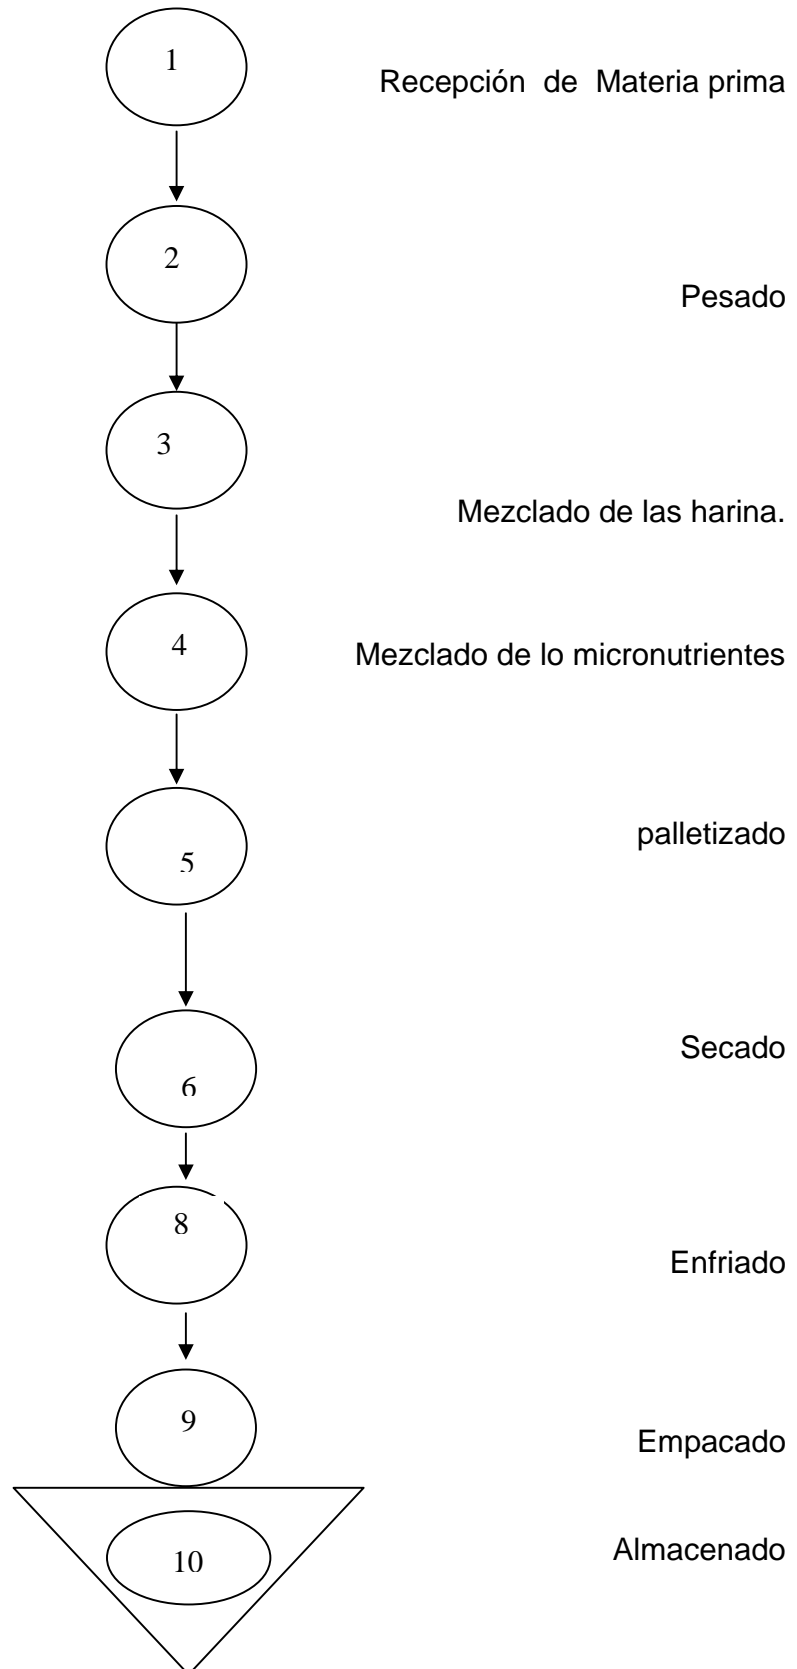 1
Recepción de Materia prima
2
Pesado
3
Mezclado de las harina.
4
Mezclado de lo micronutrientes
5
palletizado
6
Secado
8
Enfriado
9
Empacado
10
Almacenado